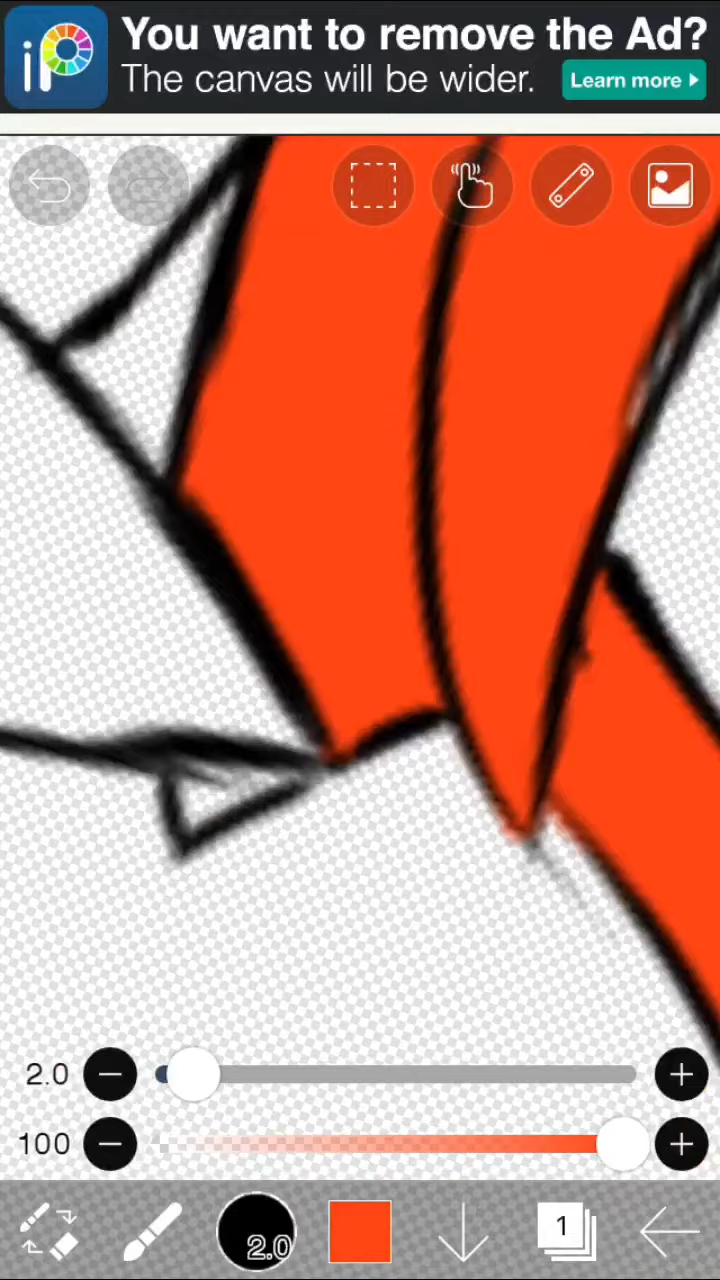 iP
You want to remove the Ad?
The canvas will be wider.
Learn more
2.0
100
2.0
1